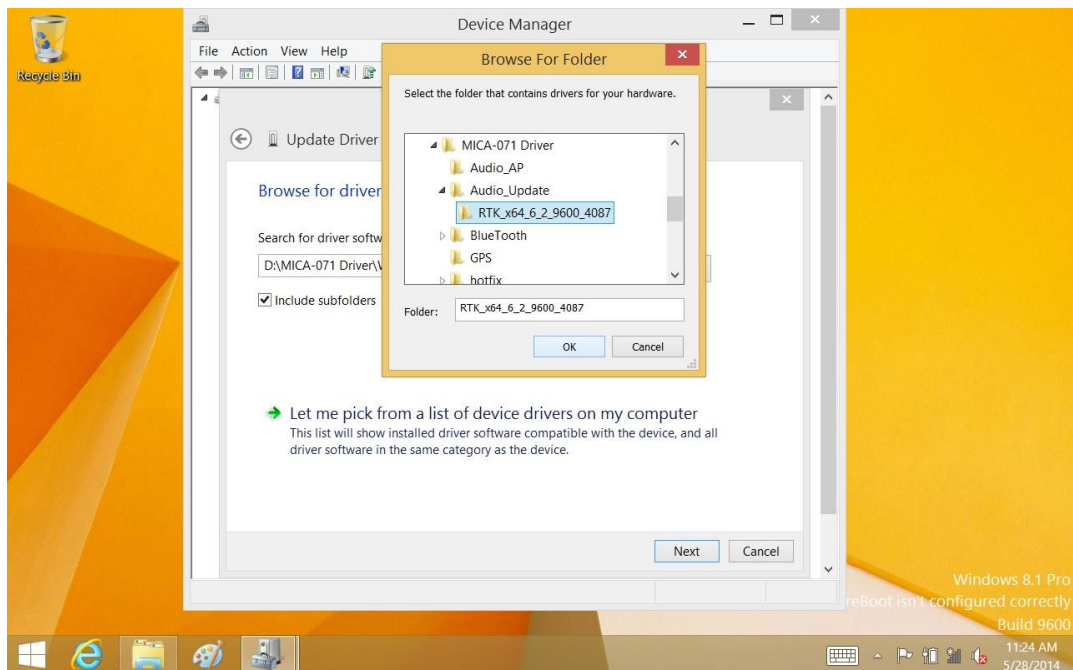 Recycle Bin
Device Manager
File Action View Help
Browse For Folder
Select the folder that contains drivers for your hardware.
Update Driver
MICA-071 Driver
Audio_AP
Browse for driver
Audio_Update
RTK_x64_6_2_9600_4087
BlueTooth
Search for driver softw
GPS
D:\MICA-071 Driver\
hotfix
Include subfolders
Folder: RTK_x64_6_2_9600_4087
OK Cancel
Let me pick from a list of device drivers on my computer
This list will show installed driver software compatible with the device, and all
driver software in the same category as the device.
Next Cancel
Windows 8.1 Pro
reBoot isn't configured correctly
Build 9600
11:24 AM
5/28/2014